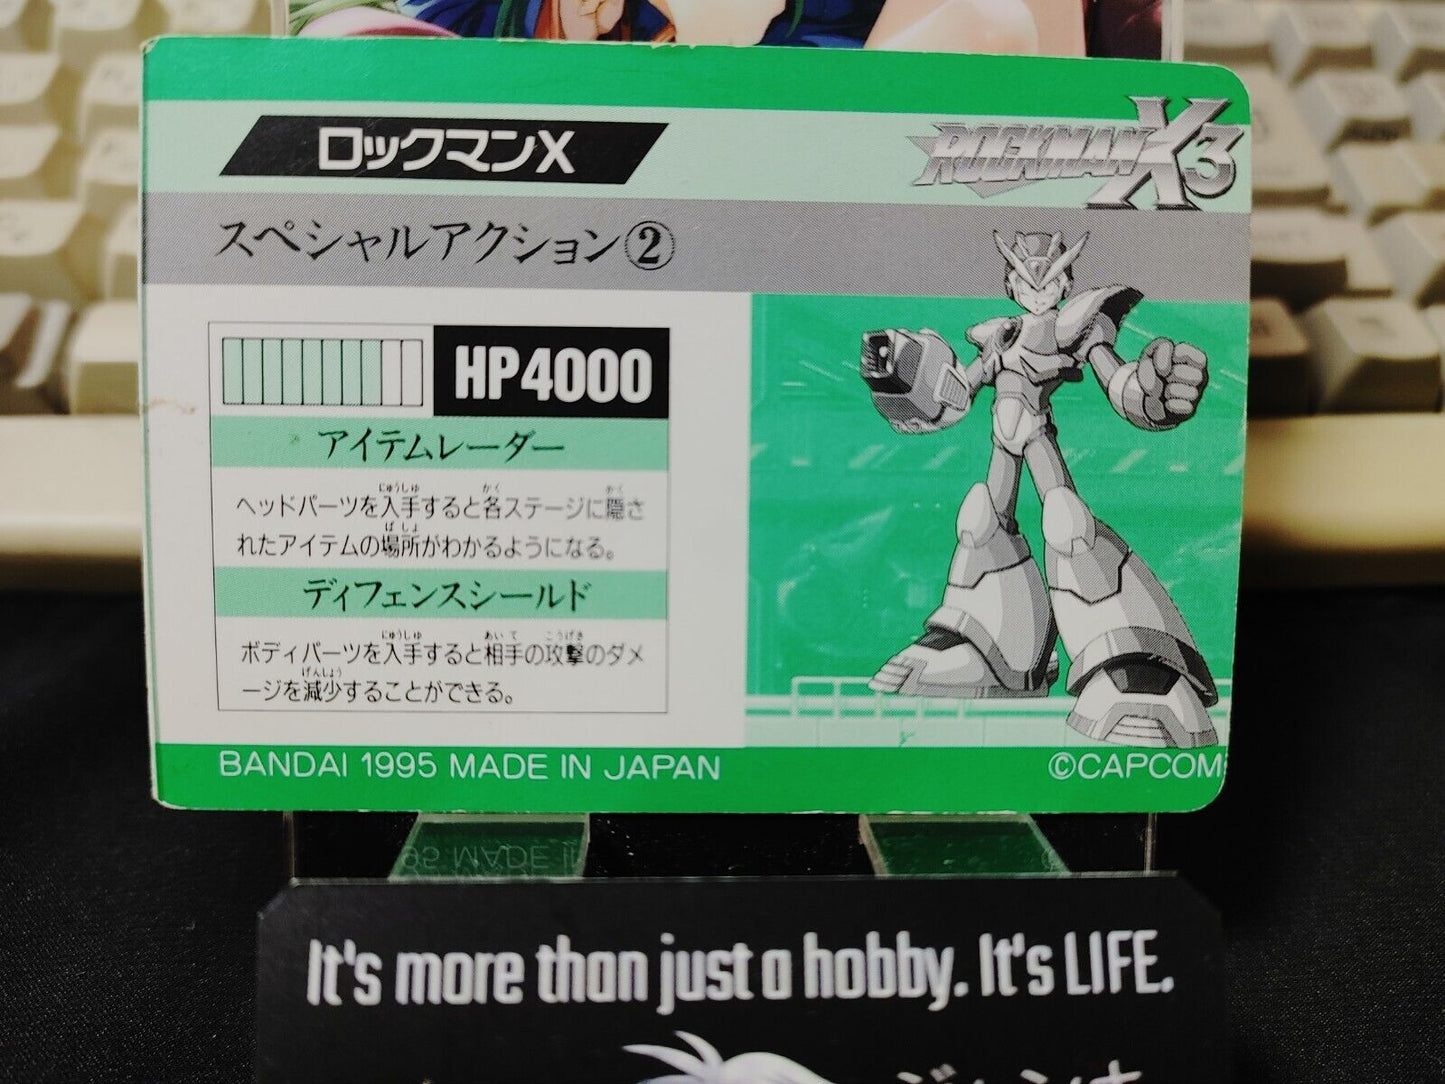 ロックマンX
ROCKMAN X3
スペシャルアクション②
HP4000
アイテムレーダー
ヘッドパーツを入手すると各ステージに隠さ
れたアイテムの場所がわかるようになる。
ディフェンスシールド
ボディパーツを入手すると相手の攻撃のダメ
ージを減少することができる。
BANDAI 1995 MADE IN JAPAN
©CAPCOM
It's more than just a hobby. It's LIFE.